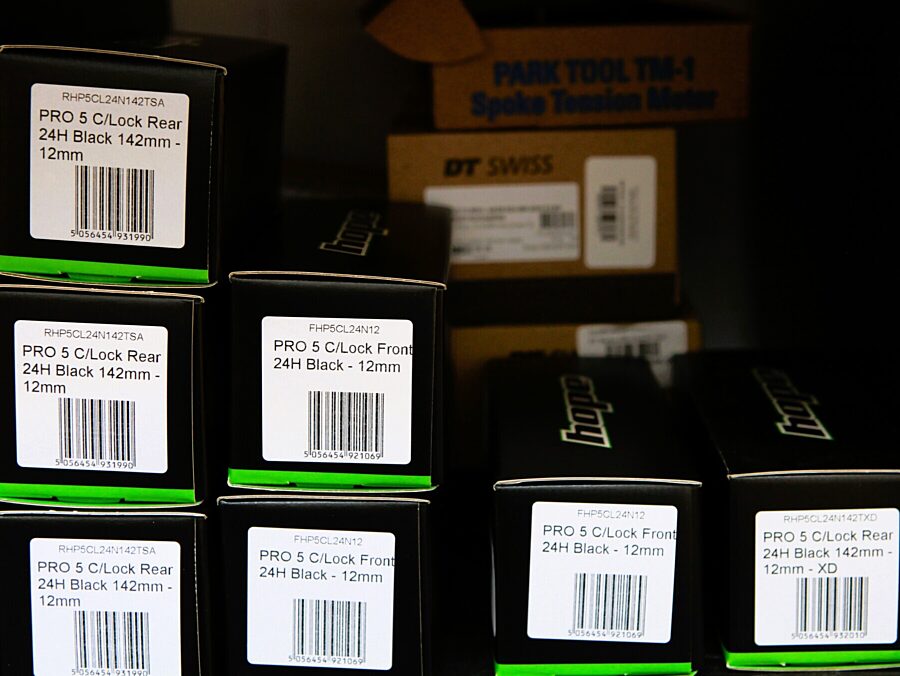 PARK TOOL TM-1
Spoke Tension Meter
DT SWISS
RHP5CL24N142TSA
PRO 5 C/Lock Rear
24H Black 142mm -
12mm
5 056454 931990
hope
RHP5CL24N142TSA
PRO 5 C/Lock Rear
24H Black 142mm -
12mm
5 056454 931990
FHP5CL24N12
PRO 5 C/Lock Front
24H Black - 12mm
5 056454 921069
hope
hope
RHP5CL24N142TSA
PRO 5 C/Lock Rear
24H Black 142mm -
12mm
5 056454 931990
FHP5CL24N12
PRO 5 C/Lock Front
24H Black - 12mm
5 056454 921069
FHP5CL24N12
PRO 5 C/Lock Front
24H Black - 12mm
5 056454 921069
RHP5CL24N142TXD
PRO 5 C/Lock Rear
24H Black 142mm -
12mm - XD
5 056454 932010